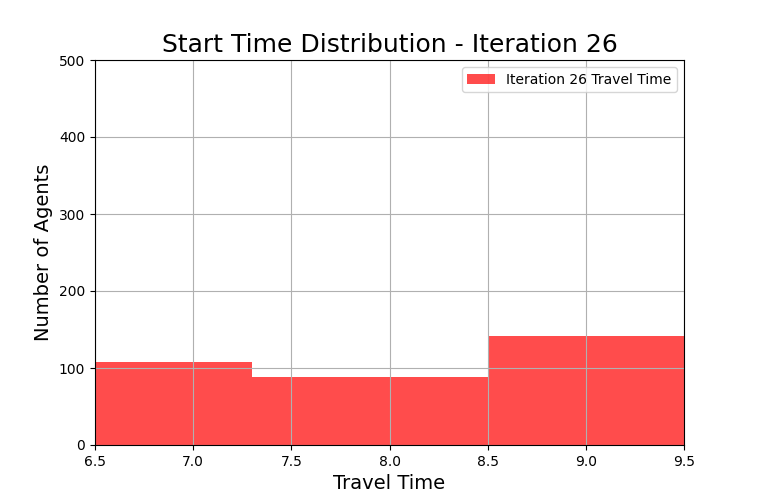 Start Time Distribution - Iteration 26
Iteration 26 Travel Time
Number of Agents
500
400
300
200
100
0
6.5 7.0 7.5 8.0 8.5 9.0 9.5
Travel Time